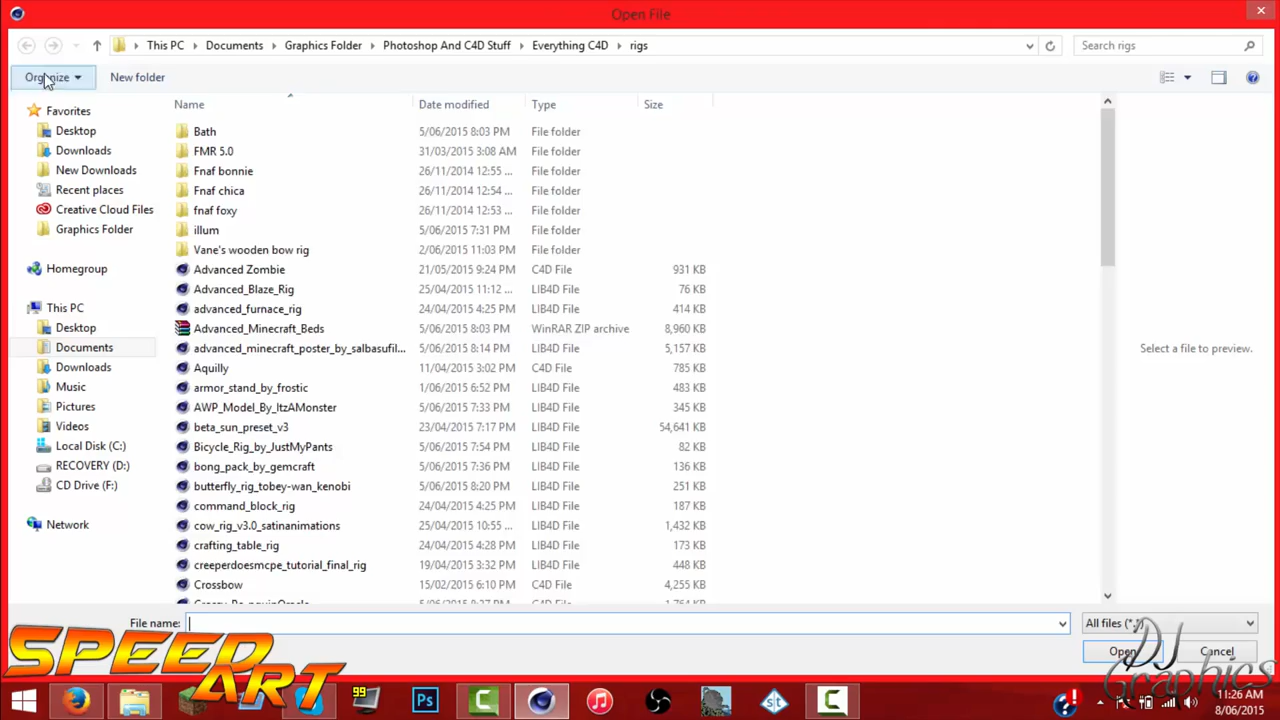 Open File
This PC Documents Graphics Folder Photoshop And C4D Stuff Everything C4D rigs
Search rigs
Organize New folder
Name Date modified Type Size
Favorites
Desktop
Downloads
New Downloads
Recent places
Creative Cloud Files
Graphics Folder
Homegroup
This PC
Desktop
Documents
Downloads
Music
Pictures
Videos
Local Disk (C:)
RECOVERY (D:)
CD Drive (F:)
Network
Bath 5/06/2015 8:03 PM File folder
FMR 5.0 31/03/2015 3:08 AM File folder
Fnaf bonnie 26/11/2014 12:55 ... File folder
Fnaf chica 26/11/2014 12:54 ... File folder
fnaf foxy 26/11/2014 12:53 ... File folder
illum 5/06/2015 7:31 PM File folder
Vane's wooden bow rig 2/06/2015 11:03 PM File folder
Advanced Zombie 21/05/2015 9:24 PM C4D File 931 KB
Advanced_Blaze_Rig 25/04/2015 11:12 ... LIB4D File 76 KB
advanced_furnace_rig 24/04/2015 4:25 PM LIB4D File 414 KB
Advanced_Minecraft_Beds 5/06/2015 8:03 PM WinRAR ZIP archive 8,960 KB
advanced_minecraft_poster_by_salbasufil... 5/06/2015 8:14 PM LIB4D File 5,157 KB
Aquilly 11/04/2015 3:02 PM C4D File 785 KB
armor_stand_by_frostic 1/06/2015 6:52 PM LIB4D File 483 KB
AWP_Model_By_ItzAMonster 5/06/2015 7:33 PM LIB4D File 345 KB
beta_sun_preset_v3 23/04/2015 7:17 PM LIB4D File 54,641 KB
Bicycle_Rig_by_JustMyPants 5/06/2015 7:54 PM LIB4D File 82 KB
bong_pack_by_gemcraft 5/06/2015 7:36 PM LIB4D File 136 KB
butterfly_rig_tobey-wan_kenobi 5/06/2015 8:20 PM LIB4D File 251 KB
command_block_rig 24/04/2015 4:25 PM LIB4D File 187 KB
cow_rig_v3.0_satinanimations 25/04/2015 10:55 ... LIB4D File 1,432 KB
crafting_table_rig 24/04/2015 4:28 PM LIB4D File 173 KB
creeperdoesmcpe_tutorial_final_rig 19/04/2015 3:32 PM LIB4D File 448 KB
Crossbow 15/02/2015 6:10 PM C4D File 4,255 KB
Select a file to preview.
File name:
All files (*.*)
Open Cancel
SPEED
ART
DJ
Graphics
99
Ps
st
11:26 AM
8/06/2015